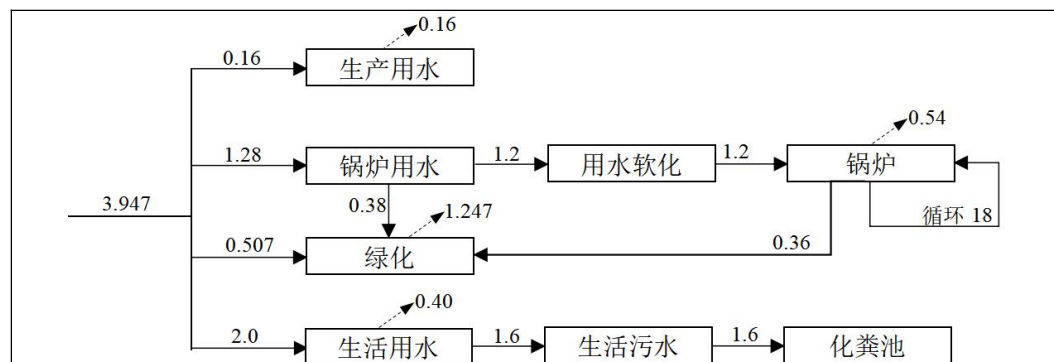 0.16
0.16
生产用水
0.54
1.28
锅炉用水
1.2
用水软化
1.2
锅炉
3.947
0.38
1.247
循环 18
0.507
绿化
0.36
0.40
2.0
生活用水
1.6
生活污水
1.6
化粪池